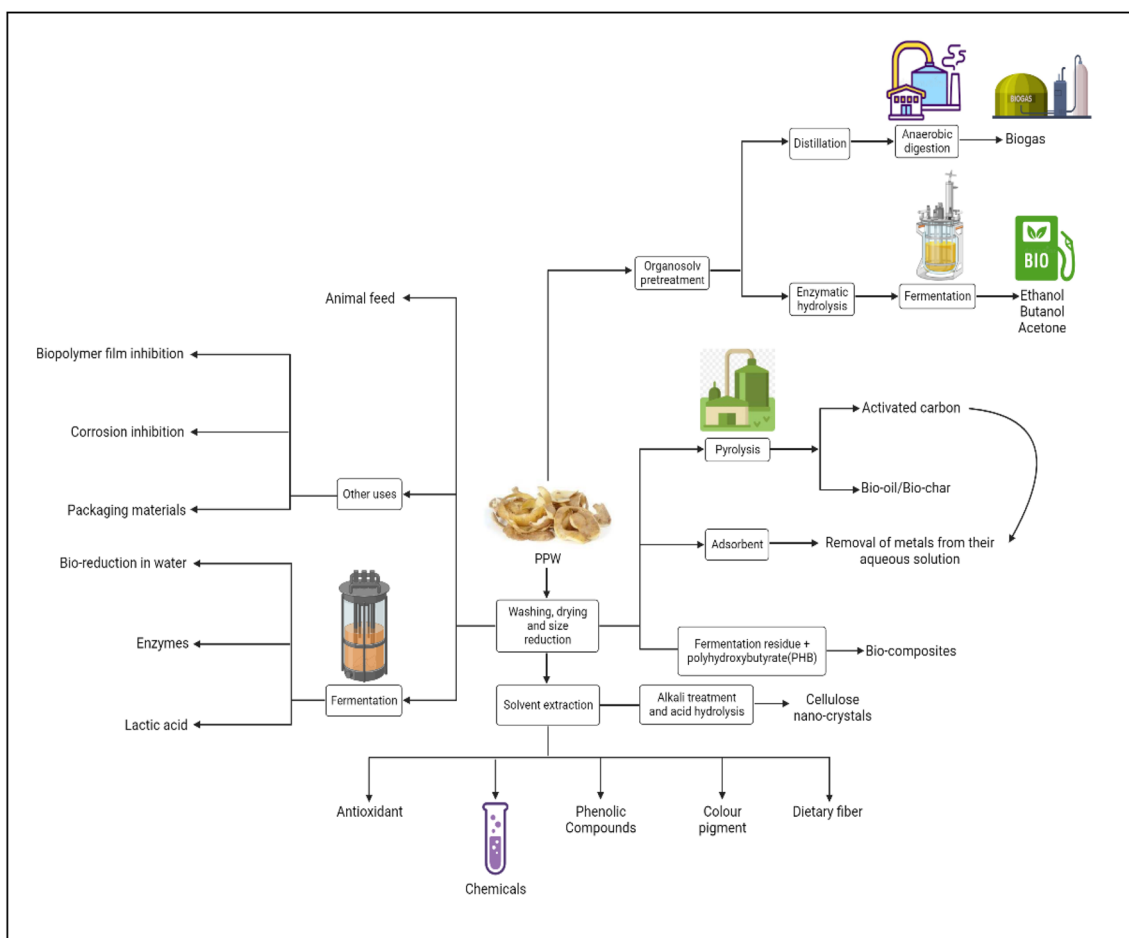 BIOGAS
Distillation
Anaerobic
digestion
Biogas
Organosolv
pretreatment
BIO
Enzymatic
hydrolysis
Fermentation
Ethanol
Butanol
Acetone
Animal feed
Biopolymer film inhibition
Corrosion inhibition
Packaging materials
Other uses
Bio-reduction in water
Enzymes
Lactic acid
Fermentation
PPW
Washing, drying
and size
reduction
Pyrolysis
Activated carbon
Bio-oil/Bio-char
Adsorbent
Removal of metals from their
aqueous solution
Fermentation residue +
polyhydroxybutyrate(PHB)
Bio-composites
Solvent extraction
Alkali treatment
and acid hydrolysis
Cellulose
nano-crystals
Antioxidant
Chemicals
Phenolic
Compounds
Colour
pigment
Dietary fiber